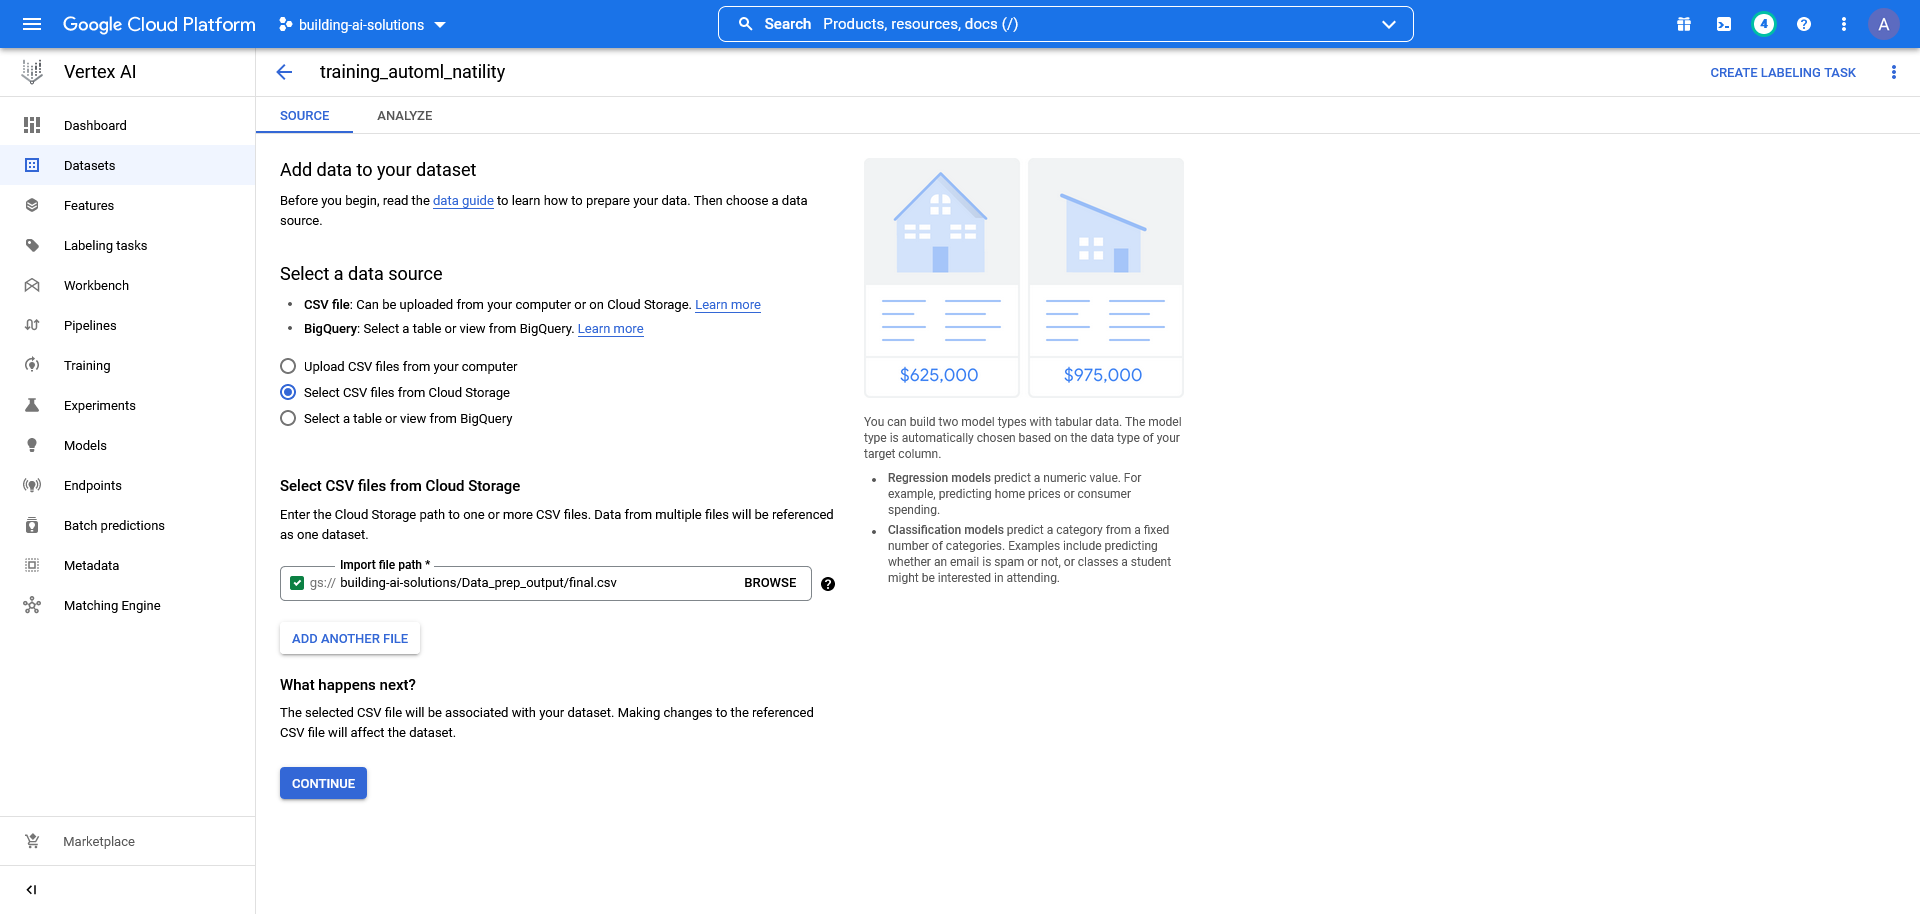 Google Cloud Platform
building-ai-solutions
Search Products, resources, docs (/)
4
A
Vertex AI
training_automl_natility
CREATE LABELING TASK
Dashboard
Datasets
Features
Labeling tasks
Workbench
Pipelines
Training
Experiments
Models
Endpoints
Batch predictions
Metadata
Matching Engine
Marketplace
SOURCE
ANALYZE
Add data to your dataset
Before you begin, read the data guide to learn how to prepare your data. Then choose a data
source.
Select a data source
• CSV file: Can be uploaded from your computer or on Cloud Storage. Learn more
• BigQuery: Select a table or view from BigQuery. Learn more
Upload CSV files from your computer
Select CSV files from Cloud Storage
Select a table or view from BigQuery
Select CSV files from Cloud Storage
Enter the Cloud Storage path to one or more CSV files. Data from multiple files will be referenced
as one dataset.
Import file path *
gs:// building-ai-solutions/Data_prep_output/final.csv BROWSE
ADD ANOTHER FILE
What happens next?
The selected CSV file will be associated with your dataset. Making changes to the referenced
CSV file will affect the dataset.
CONTINUE
$625,000
$975,000
You can build two model types with tabular data. The model
type is automatically chosen based on the data type of your
target column.
• Regression models predict a numeric value. For
example, predicting home prices or consumer
spending.
• Classification models predict a category from a fixed
number of categories. Examples include predicting
whether an email is spam or not, or classes a student
might be interested in attending.